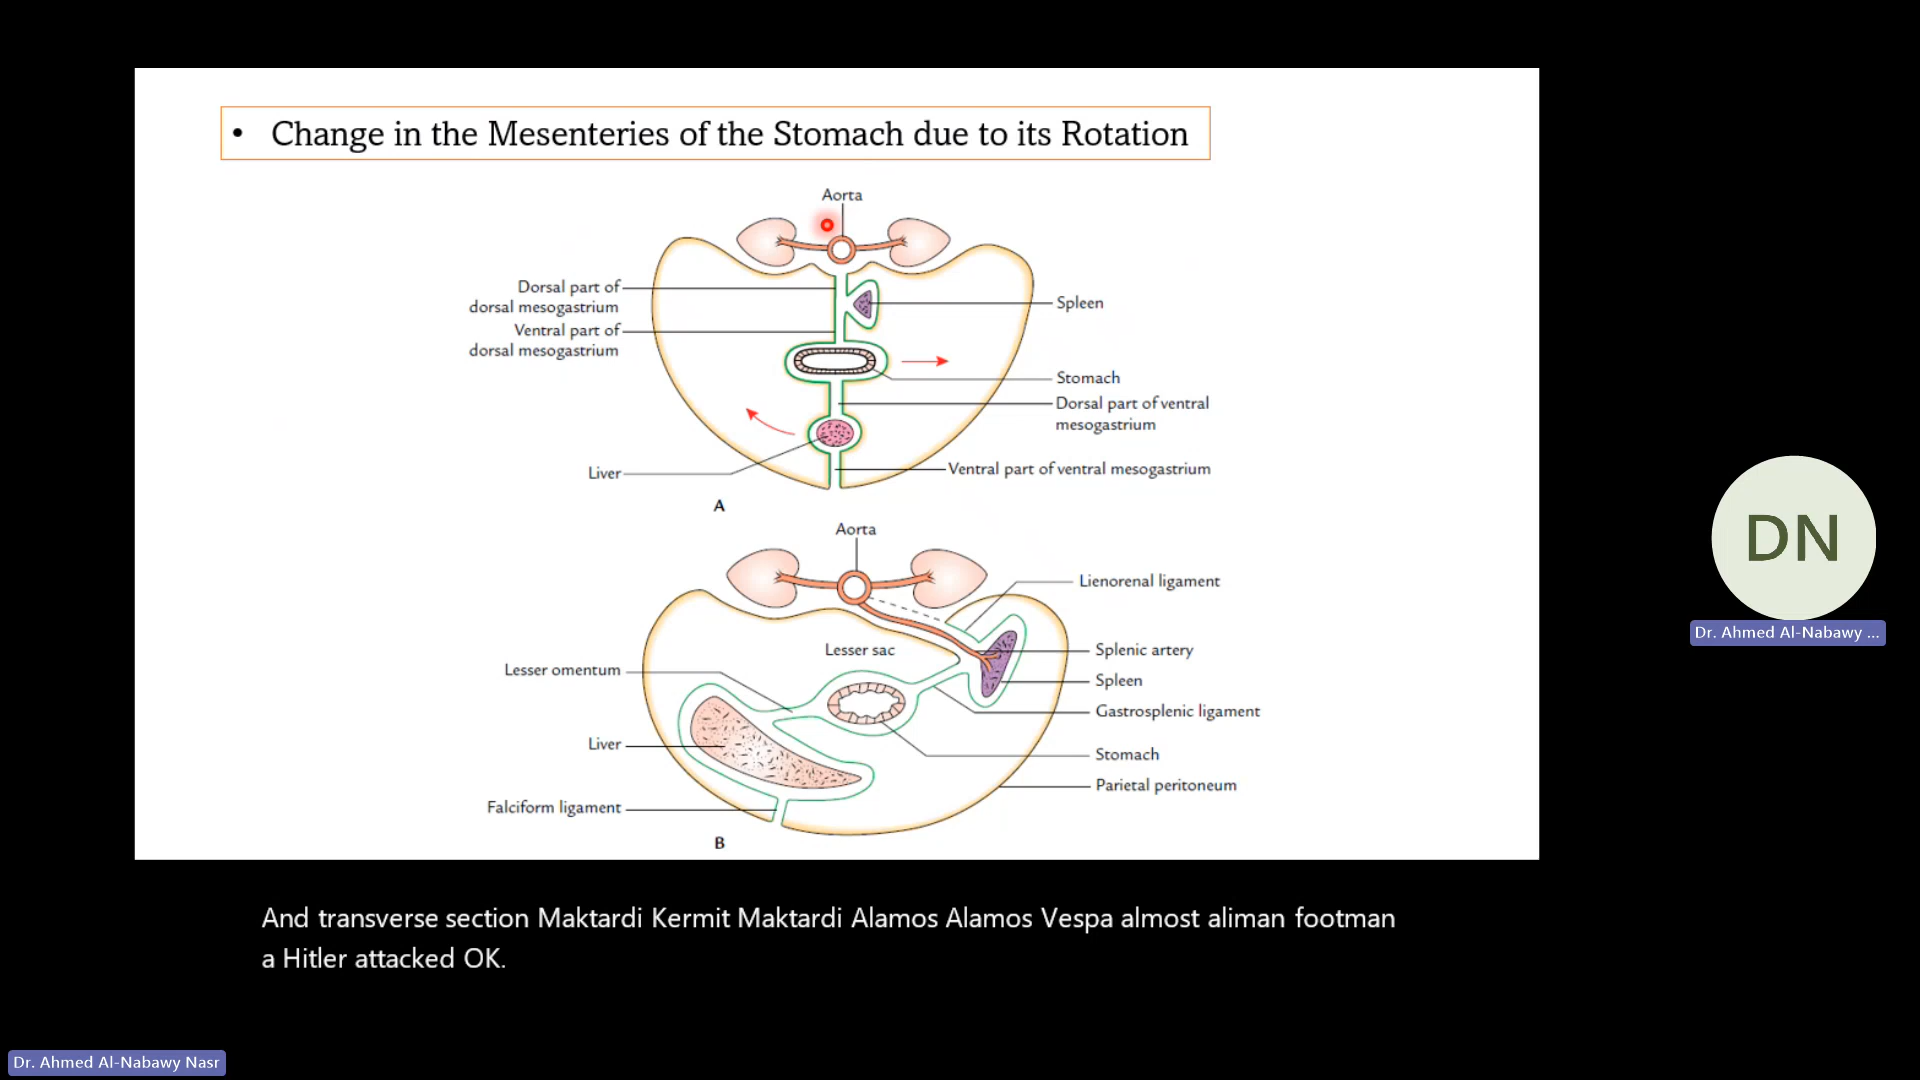 • Change in the Mesenteries of the Stomach due to its Rotation
Aorta
Dorsal part of
dorsal mesogastrium
Ventral part of
dorsal mesogastrium
Spleen
Stomach
Dorsal part of ventral
mesogastrium
Liver
Ventral part of ventral mesogastrium
A
Aorta
Lienorenal ligament
Lesser sac
Splenic artery
Lesser omentum
Spleen
Gastrosplenic ligament
Liver
Stomach
Parietal peritoneum
Falciform ligament
B
DN
Dr. Ahmed Al-Nabawy ...
And transverse section Maktardi Kermit Maktardi Alamos Alamos Vespa almost aliman footman
a Hitler attacked OK.
Dr. Ahmed Al-Nabawy Nasr